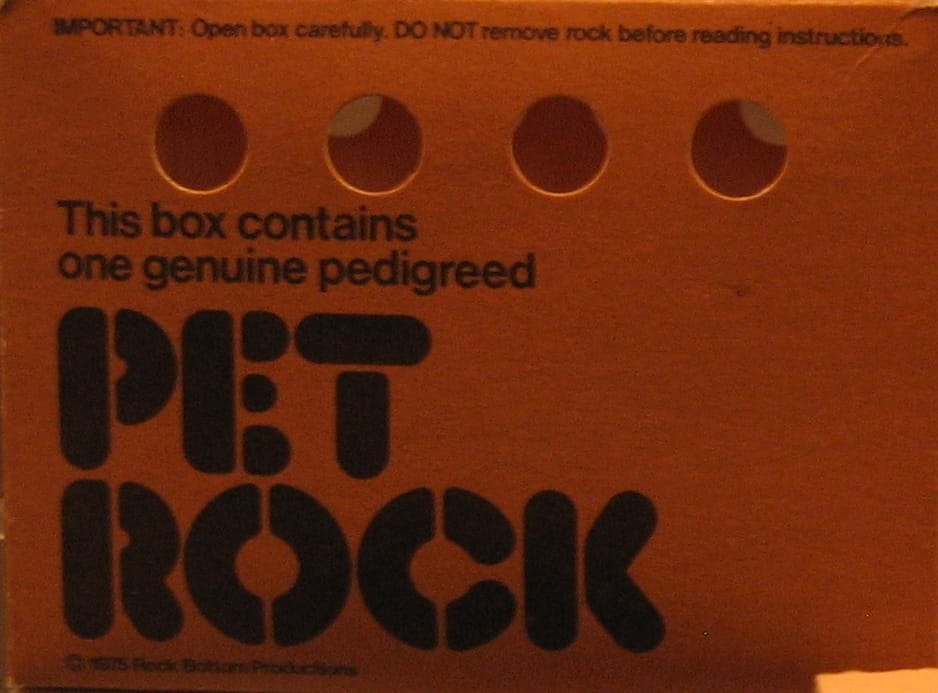 IMPORTANT: Open box carefully. DO NOT remove rock before reading instructions.
This box contains
one genuine pedigreed
PET
ROCK
© 1975 Rock Bottom Productions